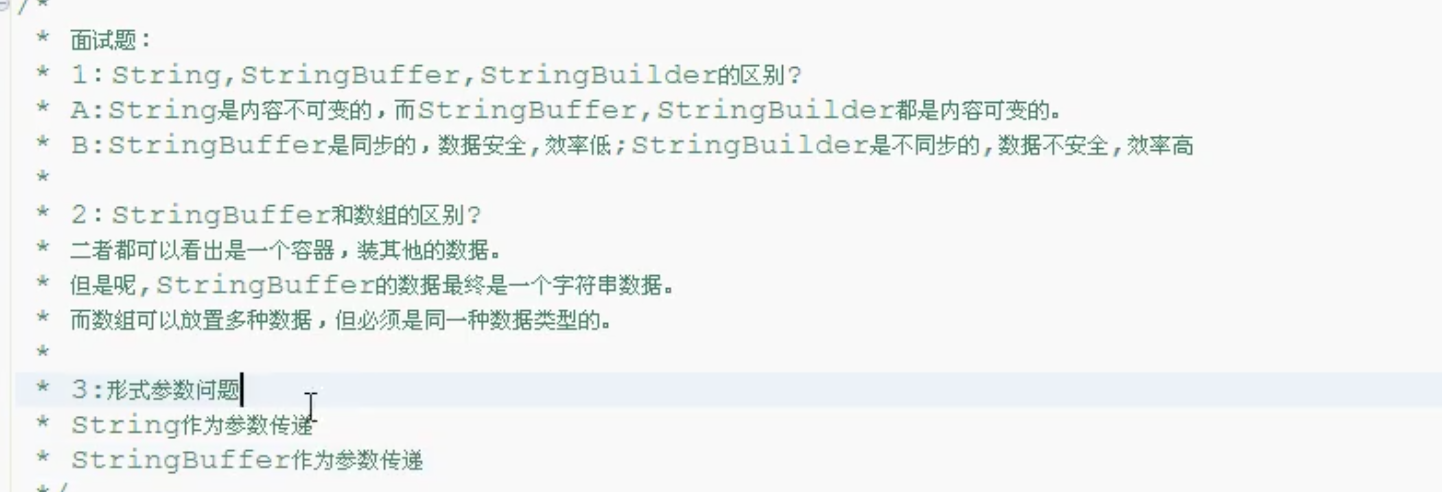 /*
* 面试题：
* 1：String,StringBuffer,StringBuilder的区别?
* A:String是内容不可变的，而StringBuffer,StringBuilder都是内容可变的。
* B:StringBuffer是同步的，数据安全,效率低;StringBuilder是不同步的,数据不安全,效率高
*
* 2：StringBuffer和数组的区别?
* 二者都可以看出是一个容器，装其他的数据。
* 但是呢,StringBuffer的数据最终是一个字符串数据。
* 而数组可以放置多种数据，但必须是同一种数据类型的。
*
* 3:形式参数问题
* String作为参数传递
* StringBuffer作为参数传递
*/